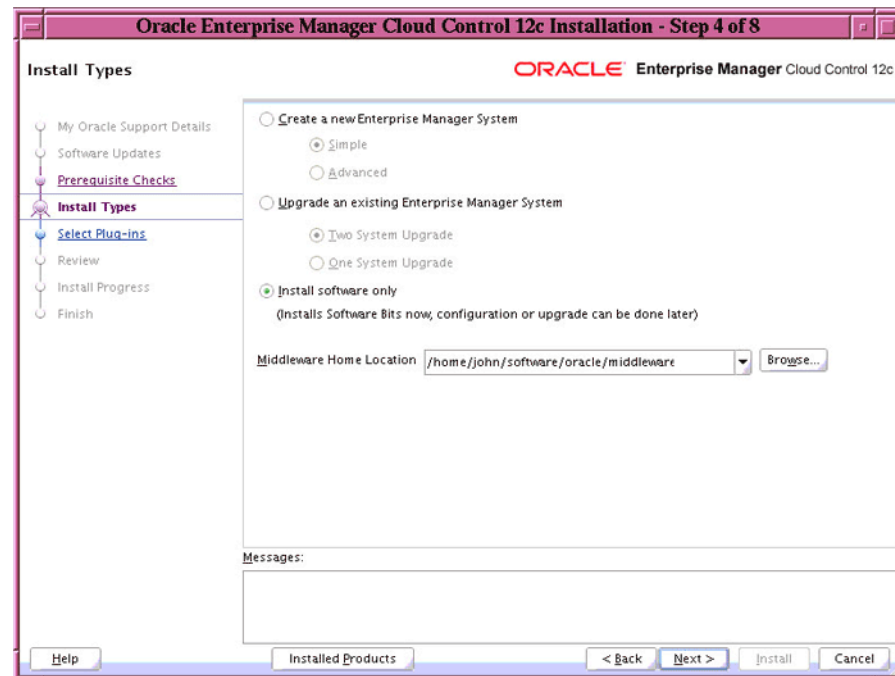 Oracle Enterprise Manager Cloud Control 12c Installation - Step 4 of 8
Install Types
ORACLE Enterprise Manager Cloud Control 12c
My Oracle Support Details
Software Updates
Prerequisite Checks
Install Types
Select Plug-ins
Review
Install Progress
Finish
Create a new Enterprise Manager System
Simple
Advanced
Upgrade an existing Enterprise Manager System
Two System Upgrade
One System Upgrade
Install software only
(Installs Software Bits now, configuration or upgrade can be done later)
Middleware Home Location /home/john/software/oracle/middleware Browse...
Messages:
Help Installed Products < Back Next > Install Cancel